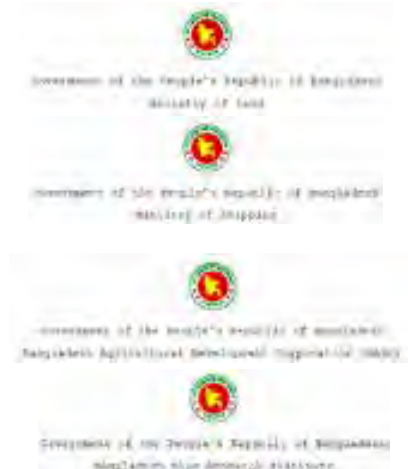 Government of the People's Republic of Bangladesh
Ministry of Land
Government of the People's Republic of Bangladesh
Ministry of Shipping
Government of the People's Republic of Bangladesh
Bangladesh Agricultural Development Corporation (BADC)
Government of the People's Republic of Bangladesh
Bangladesh Rice Research Institute